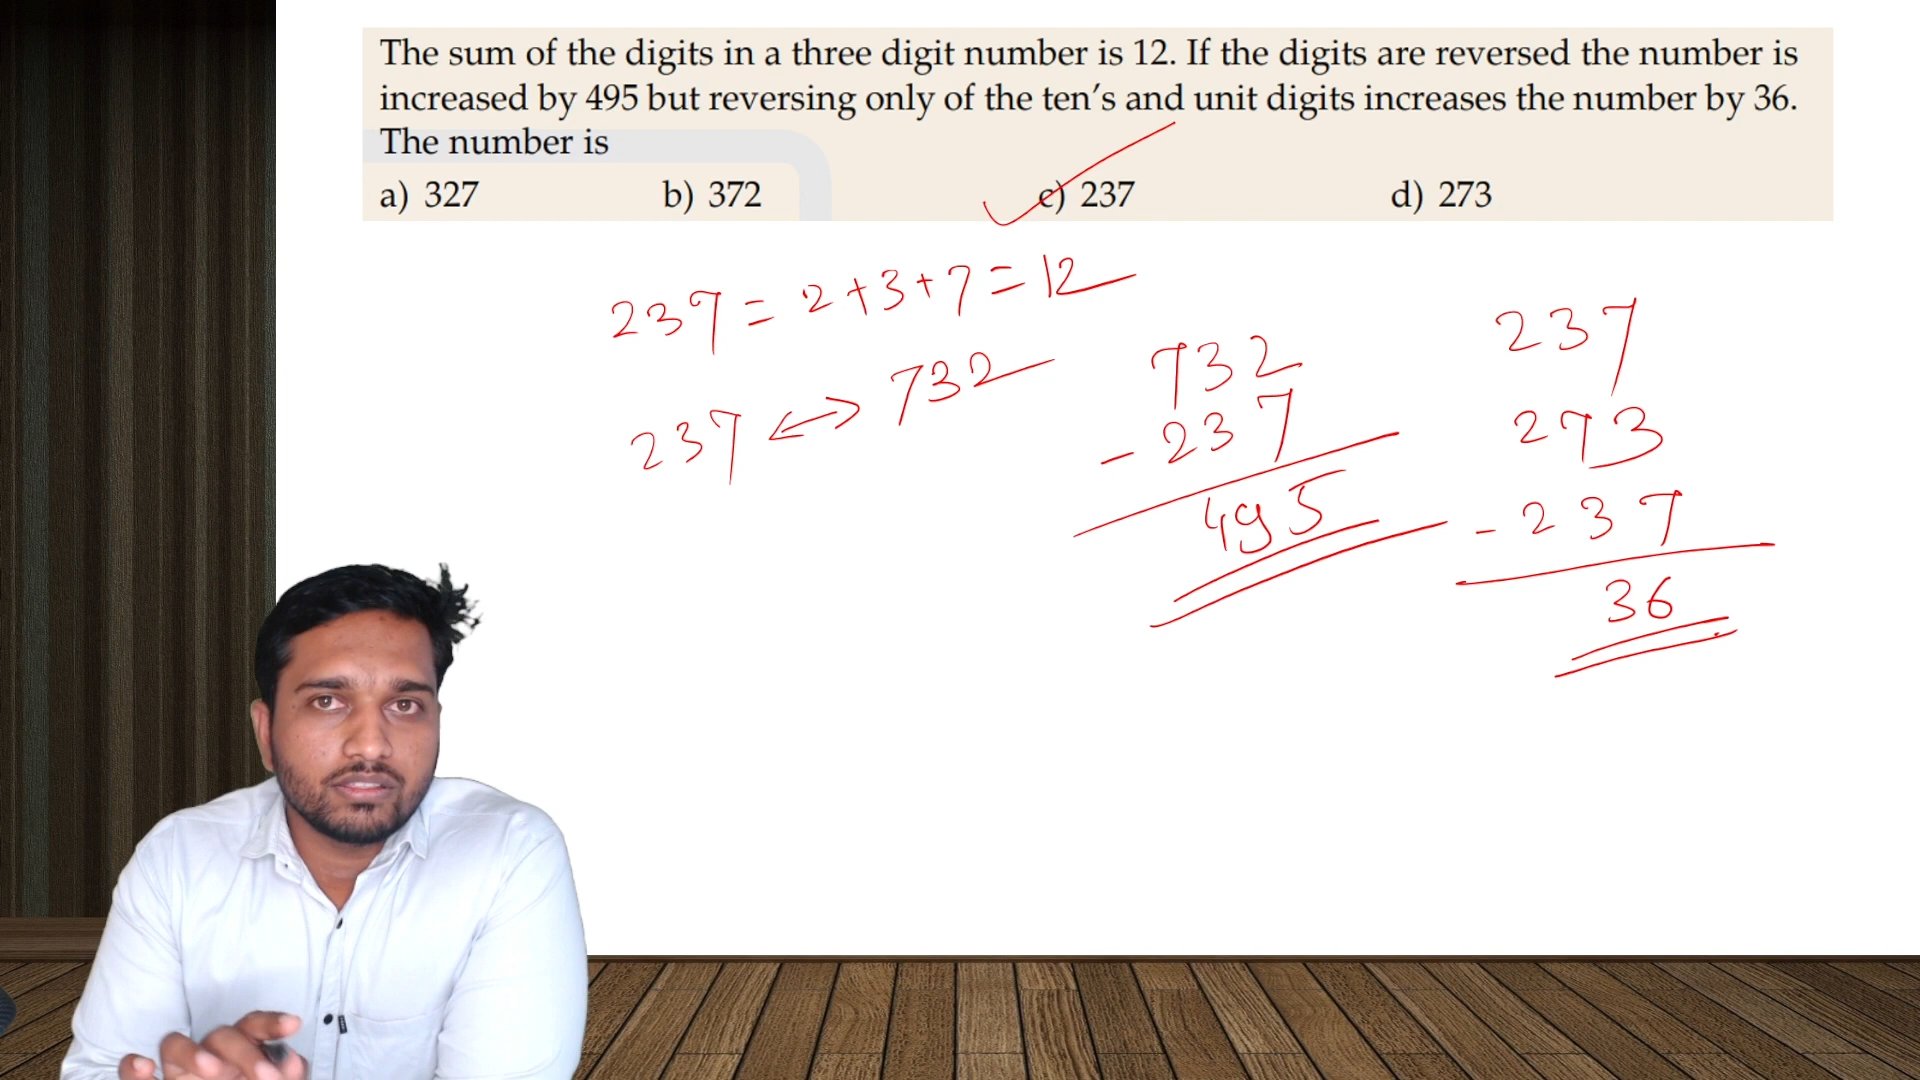 The sum of the digits in a three digit number is 12. If the digits are reversed the number is
increased by 495 but reversing only of the ten's and unit digits increases the number by 36.
The number is
a) 327 b) 372 c) 237 d) 273
237 = 2+3+7 = 12
237 ↔ 732
732
- 237
495
237
273
- 237
36